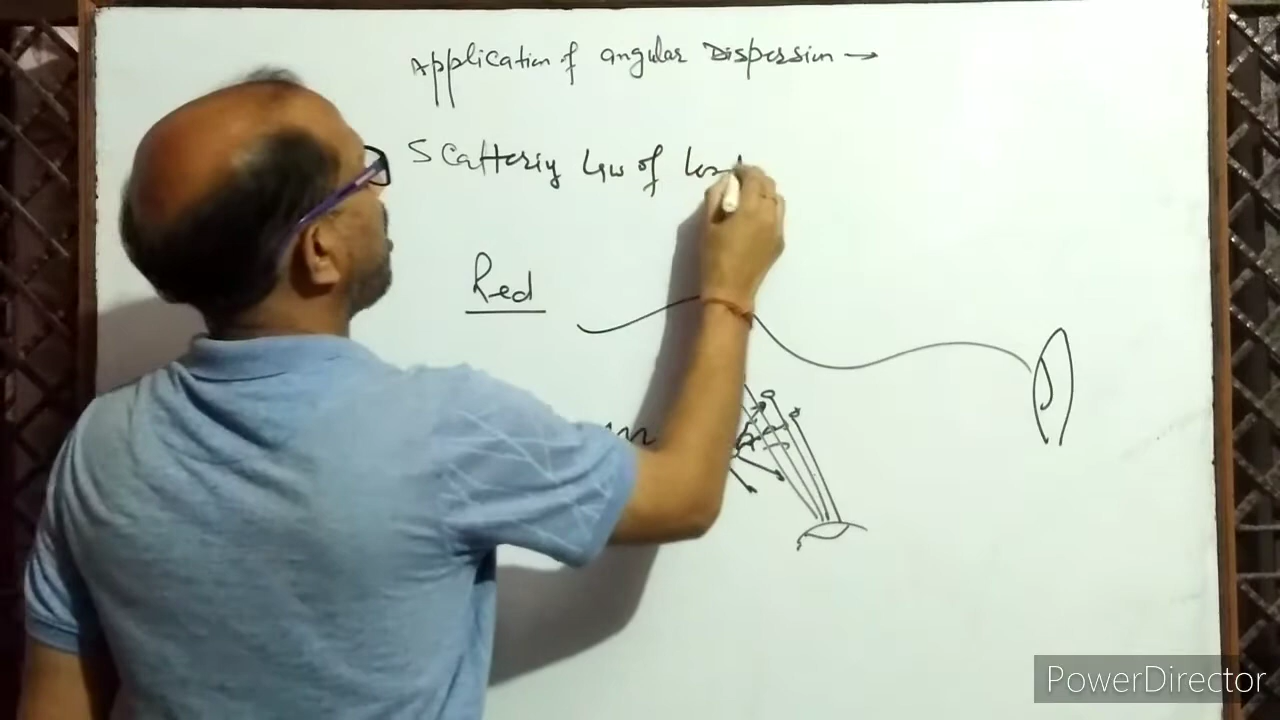 Application of angular Dispersion →
Scattering Law of
Red
PowerDirector